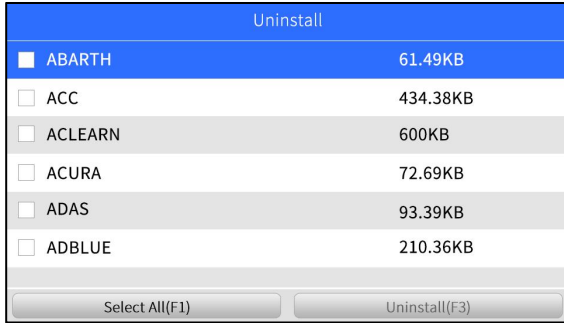 Uninstall
ABARTH 61.49KB
ACC 434.38KB
ACLEARN 600KB
ACURA 72.69KB
ADAS 93.39KB
ADBLUE 210.36KB
Select All(F1) Uninstall(F3)